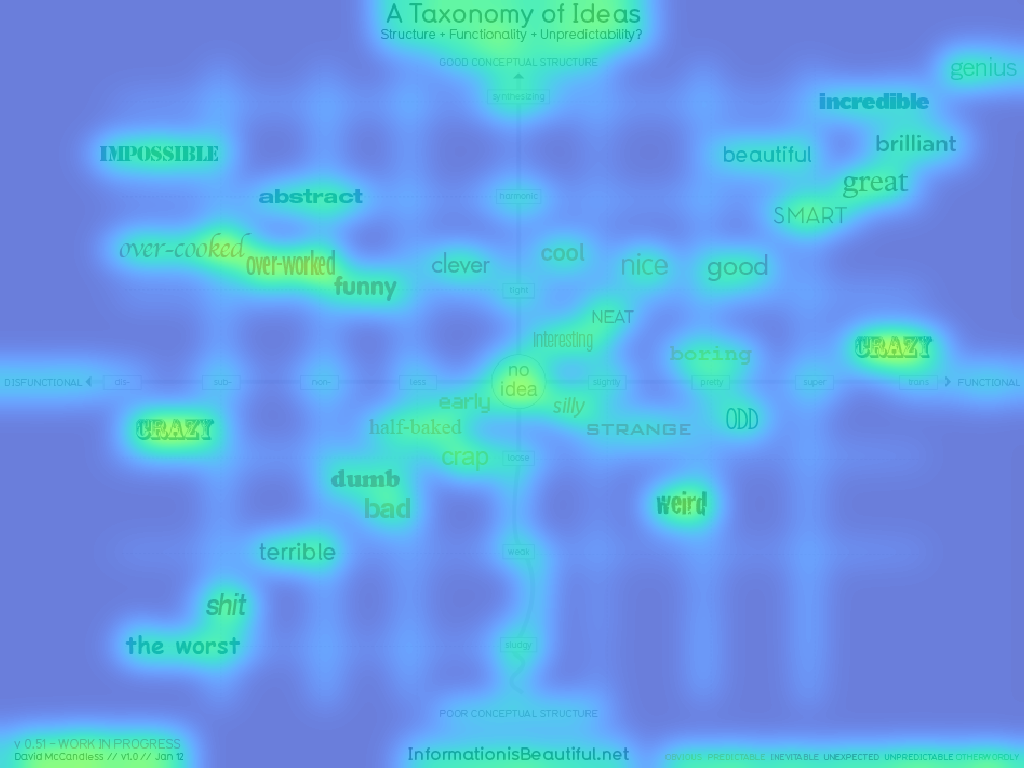 A Taxonomy of Ideas
Structure + Functionality + Unpredictability?
GOOD CONCEPTUAL STRUCTURE
genius
synthesizing
incredible
brilliant
IMPOSSIBLE
beautiful
great
abstract
harmonic
SMART
over-cooked
over-worked
clever
cool
nice
good
funny
tight
NEAT
interesting
boring
CRAZY
DISFUNCTIONAL
dis-
sub-
non-
less
no
idea
slightly
pretty
super
trans
FUNCTIONAL
early
silly
ODD
CRAZY
half-baked
STRANGE
crap
loose
dumb
bad
weird
terrible
weak
shit
the worst
sludgy
POOR CONCEPTUAL STRUCTURE
v 0.51 - WORK IN PROGRESS
David McCandless // v1.0 // Jan 12
InformationisBeautiful.net
OBVIOUS PREDICTABLE INEVITABLE UNEXPECTED UNPREDICTABLE OTHERWORDLY